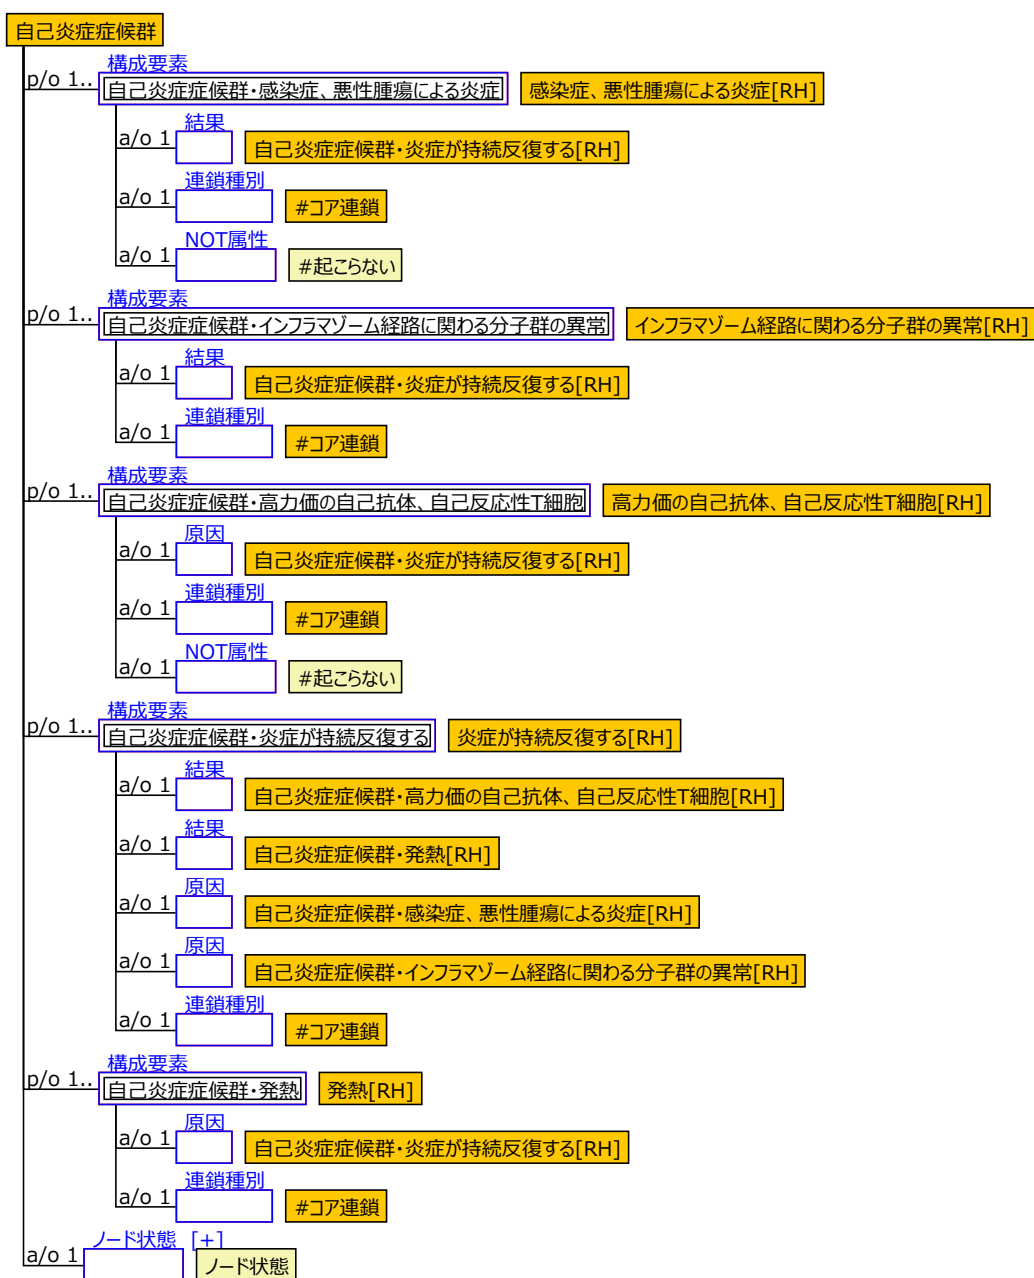 自己炎症症候群
構成要素
p/o 1.. 自己炎症症候群・感染症、悪性腫瘍による炎症 感染症、悪性腫瘍による炎症[RH]
結果
a/o 1 自己炎症症候群・炎症が持続反復する[RH]
連鎖種別
a/o 1 #コア連鎖
NOT属性
a/o 1 #起こらない
構成要素
p/o 1.. 自己炎症症候群・インフラマゾーム経路に関わる分子群の異常 インフラマゾーム経路に関わる分子群の異常[RH]
結果
a/o 1 自己炎症症候群・炎症が持続反復する[RH]
連鎖種別
a/o 1 #コア連鎖
構成要素
p/o 1.. 自己炎症症候群・高力価の自己抗体、自己反応性T細胞 高力価の自己抗体、自己反応性T細胞[RH]
原因
a/o 1 自己炎症症候群・炎症が持続反復する[RH]
連鎖種別
a/o 1 #コア連鎖
NOT属性
a/o 1 #起こらない
構成要素
p/o 1.. 自己炎症症候群・炎症が持続反復する 炎症が持続反復する[RH]
結果
a/o 1 自己炎症症候群・高力価の自己抗体、自己反応性T細胞[RH]
結果
a/o 1 自己炎症症候群・発熱[RH]
原因
a/o 1 自己炎症症候群・感染症、悪性腫瘍による炎症[RH]
原因
a/o 1 自己炎症症候群・インフラマゾーム経路に関わる分子群の異常[RH]
連鎖種別
a/o 1 #コア連鎖
構成要素
p/o 1.. 自己炎症症候群・発熱 発熱[RH]
原因
a/o 1 自己炎症症候群・炎症が持続反復する[RH]
連鎖種別
a/o 1 #コア連鎖
ノード状態 [+]
a/o 1 ノード状態